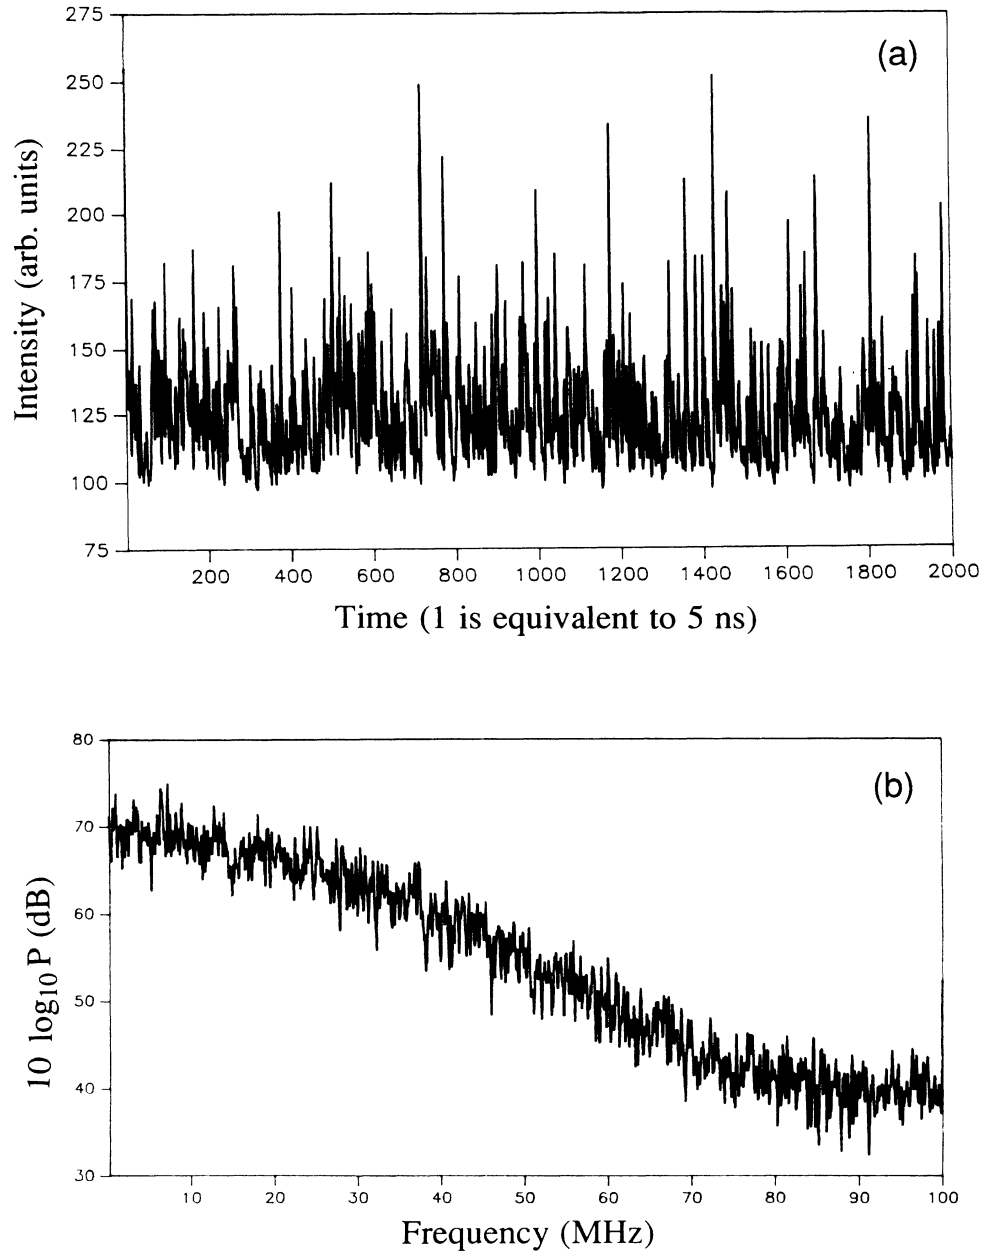 275
(a)
250
225
200
175
150
125
100
75
Intensity (arb. units)
200 400 600 800 1000 1200 1400 1600 1800 2000
Time (1 is equivalent to 5 ns)
80
(b)
70
60
50
40
30
10 log10P (dB)
10 20 30 40 50 60 70 80 90 100
Frequency (MHz)